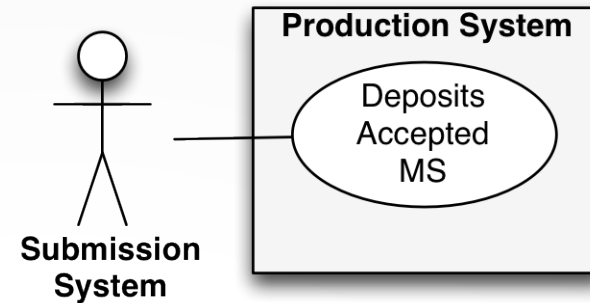 Production System
Deposits
Accepted
MS
Submission
System